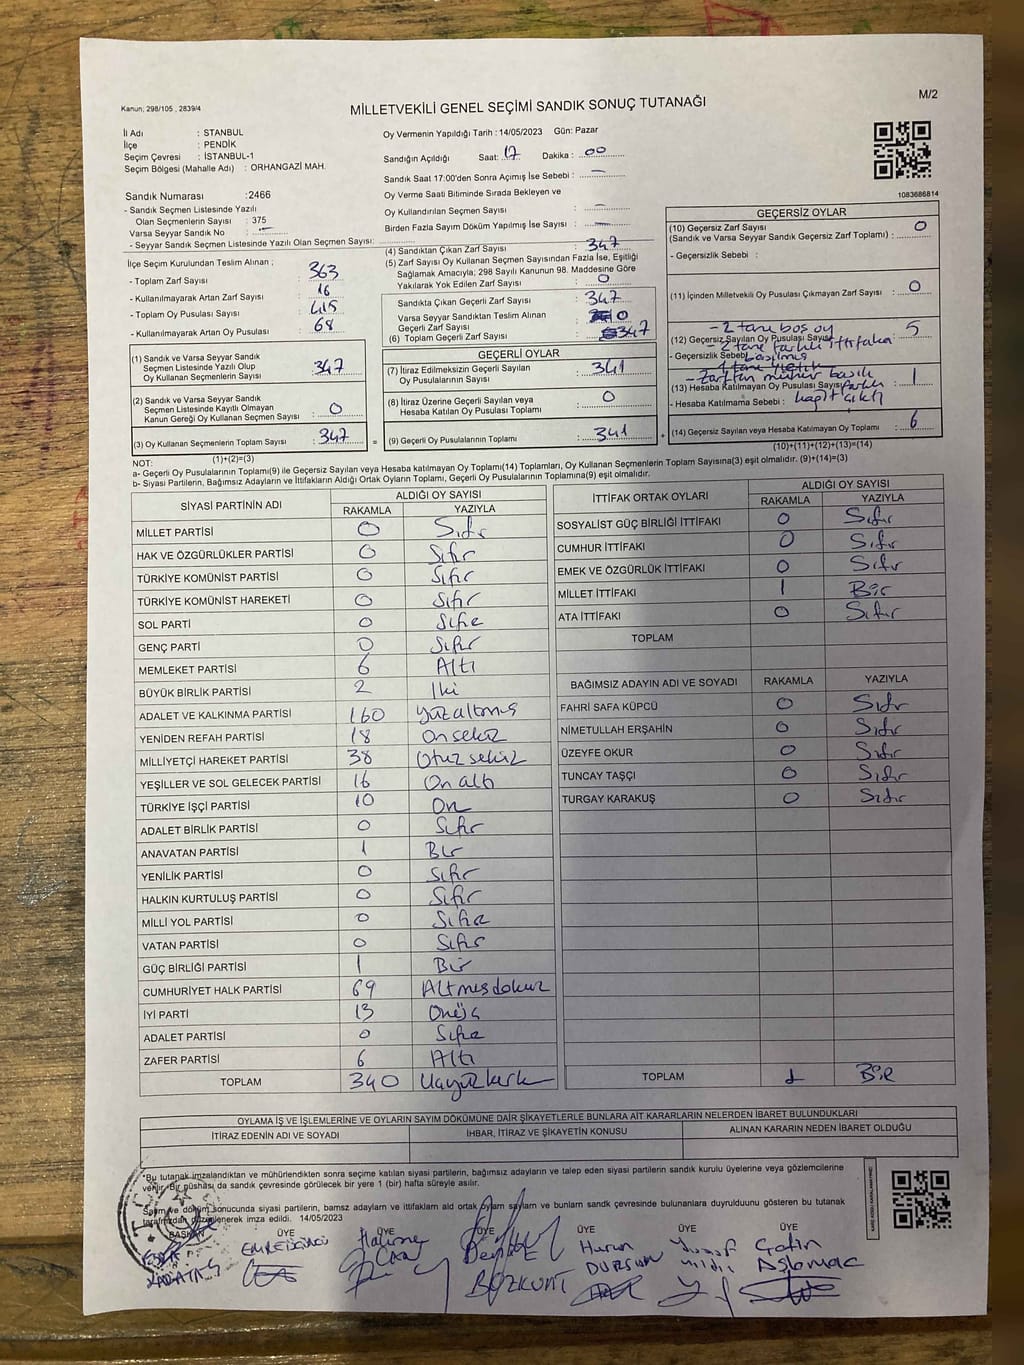 Kanun; 298/105 , 2839/4
MİLLETVEKİLİ GENEL SEÇİMİ SANDIK SONUÇ TUTANAĞI
M/2
İl Adı : STANBUL
İlçe : PENDİK
Seçim Çevresi : İSTANBUL-1
Seçim Bölgesi (Mahalle Adı) : ORHANGAZİ MAH.
Oy Vermenin Yapıldığı Tarih : 14/05/2023 Gün: Pazar
Sandığın Açıldığı Saat: 17 Dakika : 00
Sandık Saat 17:00'den Sonra Açımış İse Sebebi : —
Oy Verme Saati Bitiminde Sırada Bekleyen ve
Oy Kullandırılan Seçmen Sayısı : —
Birden Fazla Sayım Döküm Yapılmış İse Sayısı : —
1083686814
Sandık Numarası :2466
- Sandık Seçmen Listesinde Yazılı
Olan Seçmenlerin Sayısı : 375
Varsa Seyyar Sandık No : —
- Seyyar Sandık Seçmen Listesinde Yazılı Olan Seçmen Sayısı:
İlçe Seçim Kurulundan Teslim Alınan ;
- Toplam Zarf Sayısı : 363
- Kullanılmayarak Artan Zarf Sayısı : 16
- Toplam Oy Pusulası Sayısı : 415
- Kullanılmayarak Artan Oy Pusulası : 68
(4) Sandıktan Çıkan Zarf Sayısı : 347
(5) Zarf Sayısı Oy Kullanan Seçmen Sayısından Fazla İse, Eşitliği
Sağlamak Amacıyla; 298 Sayılı Kanunun 98. Maddesine Göre
Yakılarak Yok Edilen Zarf Sayısı : 0
Sandıkta Çıkan Geçerli Zarf Sayısı : 347
Varsa Seyyar Sandıktan Teslim Alınan
Geçerli Zarf Sayısı : 0
(6) Toplam Geçerli Zarf Sayısı : 347
GEÇERSİZ OYLAR
(10) Geçersiz Zarf Sayısı
(Sandık ve Varsa Seyyar Sandık Geçersiz Zarf Toplamı) : 0
- Geçersizlik Sebebi :
(11) İçinden Milletvekili Oy Pusulası Çıkmayan Zarf Sayısı : 0
- 2 tane boş oy
(12) Geçersiz Sayılan Oy Pusulası Sayısı 5
- 2 tane farklı ittifaka
- Geçersizlik Sebebi basılmış
1 tane
- Zarftan mühür basık
(13) Hesaba Katılmayan Oy Pusulası Sayısı : 1
farklı
- Hesaba Katılmama Sebebi : kağıt çıktı
(14) Geçersiz Sayılan veya Hesaba Katılmayan Oy Toplamı : 6
(10)+(11)+(12)+(13)=(14)
(1) Sandık ve Varsa Seyyar Sandık
Seçmen Listesinde Yazılı Olup
Oy Kullanan Seçmenlerin Sayısı : 347
(2) Sandık ve Varsa Seyyar Sandık
Seçmen Listesinde Kayıtlı Olmayan
Kanun Gereği Oy Kullanan Seçmen Sayısı : 0
(3) Oy Kullanan Seçmenlerin Toplam Sayısı : 347
(1)+(2)=(3)
GEÇERLİ OYLAR
(7) İtiraz Edilmeksizin Geçerli Sayılan
Oy Pusulalarının Sayısı : 341
(8) İtiraz Üzerine Geçerli Sayılan veya
Hesaba Katılan Oy Pusulası Toplamı : 0
= (9) Geçerli Oy Pusulalarının Toplamı : 341 +
NOT:
a- Geçerli Oy Pusulalarının Toplamı(9) ile Geçersiz Sayılan veya Hesaba katılmayan Oy Toplamı(14) Toplamları, Oy Kullanan Seçmenlerin Toplam Sayısına(3) eşit olmalıdır. (9)+(14)=(3)
b- Siyasi Partilerin, Bağımsız Adayların ve İttifakların Aldığı Ortak Oyların Toplamı, Geçerli Oy Pusulalarının Toplamına(9) eşit olmalıdır.
SİYASİ PARTİNİN ADI ALDIĞI OY SAYISI
RAKAMLA YAZIYLA
MİLLET PARTİSİ 0 Sıfır
HAK VE ÖZGÜRLÜKLER PARTİSİ 0 Sıfır
TÜRKİYE KOMÜNİST PARTİSİ 0 Sıfır
TÜRKİYE KOMÜNİST HAREKETİ 0 Sıfır
SOL PARTİ 0 Sıfır
GENÇ PARTİ 0 Sıfır
MEMLEKET PARTİSİ 6 Altı
BÜYÜK BİRLİK PARTİSİ 2 İki
ADALET VE KALKINMA PARTİSİ 160 Yüzaltmış
YENİDEN REFAH PARTİSİ 18 Onsekiz
MİLLİYETÇİ HAREKET PARTİSİ 38 Otuzsekiz
YEŞİLLER VE SOL GELECEK PARTİSİ 16 On altı
TÜRKİYE İŞÇİ PARTİSİ 10 On
ADALET BİRLİK PARTİSİ 0 Sıfır
ANAVATAN PARTİSİ 1 Bir
YENİLİK PARTİSİ 0 Sıfır
HALKIN KURTULUŞ PARTİSİ 0 Sıfır
MİLLİ YOL PARTİSİ 0 Sıfır
VATAN PARTİSİ 0 Sıfır
GÜÇ BİRLİĞİ PARTİSİ 1 Bir
CUMHURİYET HALK PARTİSİ 69 Altmışdokuz
İYİ PARTİ 13 Onüç
ADALET PARTİSİ 0 Sıfır
ZAFER PARTİSİ 6 Altı
TOPLAM 340 Üçyüzkırk
İTTİFAK ORTAK OYLARI ALDIĞI OY SAYISI
RAKAMLA YAZIYLA
SOSYALİST GÜÇ BİRLİĞİ İTTİFAKI 0 Sıfır
CUMHUR İTTİFAKI 0 Sıfır
EMEK VE ÖZGÜRLÜK İTTİFAKI 0 Sıfır
MİLLET İTTİFAKI 1 Bir
ATA İTTİFAKI 0 Sıfır
TOPLAM
BAĞIMSIZ ADAYIN ADI VE SOYADI RAKAMLA YAZIYLA
FAHRİ SAFA KÜPCÜ 0 Sıfır
NİMETULLAH ERŞAHİN 0 Sıfır
ÜZEYFE OKUR 0 Sıfır
TUNCAY TAŞÇI 0 Sıfır
TURGAY KARAKUŞ 0 Sıfır
TOPLAM 1 BİR
OYLAMA İŞ VE İŞLEMLERİNE VE OYLARIN SAYIM DÖKÜMÜNE DAİR ŞİKAYETLERLE BUNLARA AİT KARARLARIN NELERDEN İBARET BULUNDUKLARI
İTİRAZ EDENİN ADI VE SOYADI İHBAR, İTİRAZ VE ŞİKAYETİN KONUSU ALINAN KARARIN NEDEN İBARET OLDUĞU
*Bu tutanak imzalandıktan ve mühürlendikten sonra seçime katılan siyasi partilerin, bağımsız adayların ve talep eden siyasi partilerin sandık kurulu üyelerine veya gözlemcilerine
verilir. Bir nüshası da sandık çevresinde görülecek bir yere 1 (bir) hafta süreyle asılır.
Sayım ve döküm sonucunda siyasi partilerin, bamsz adayların ve ittifakların ald ortak oyların saylarn ve bunlarn sandk çevresinde bulunanlara duyrulduunu gösteren bu tutanak
tarafmızdan düzenlenerek imza edildi. 14/05/2023
BAŞKAN ÜYE ÜYE ÜYE ÜYE ÜYE
Halime Harun Yusuf Çetin
CAN DURSUN Yıldız
BOZKURT